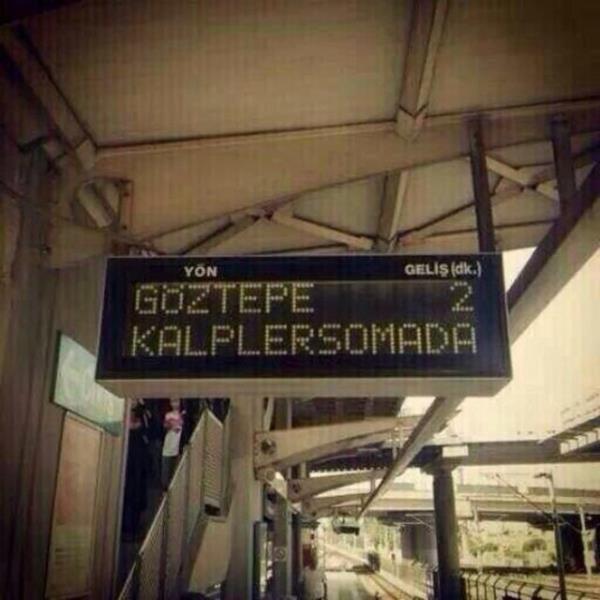 YÖN GELİŞ (dk.)
GÖZTEPE 2
KALPLERSOMADA